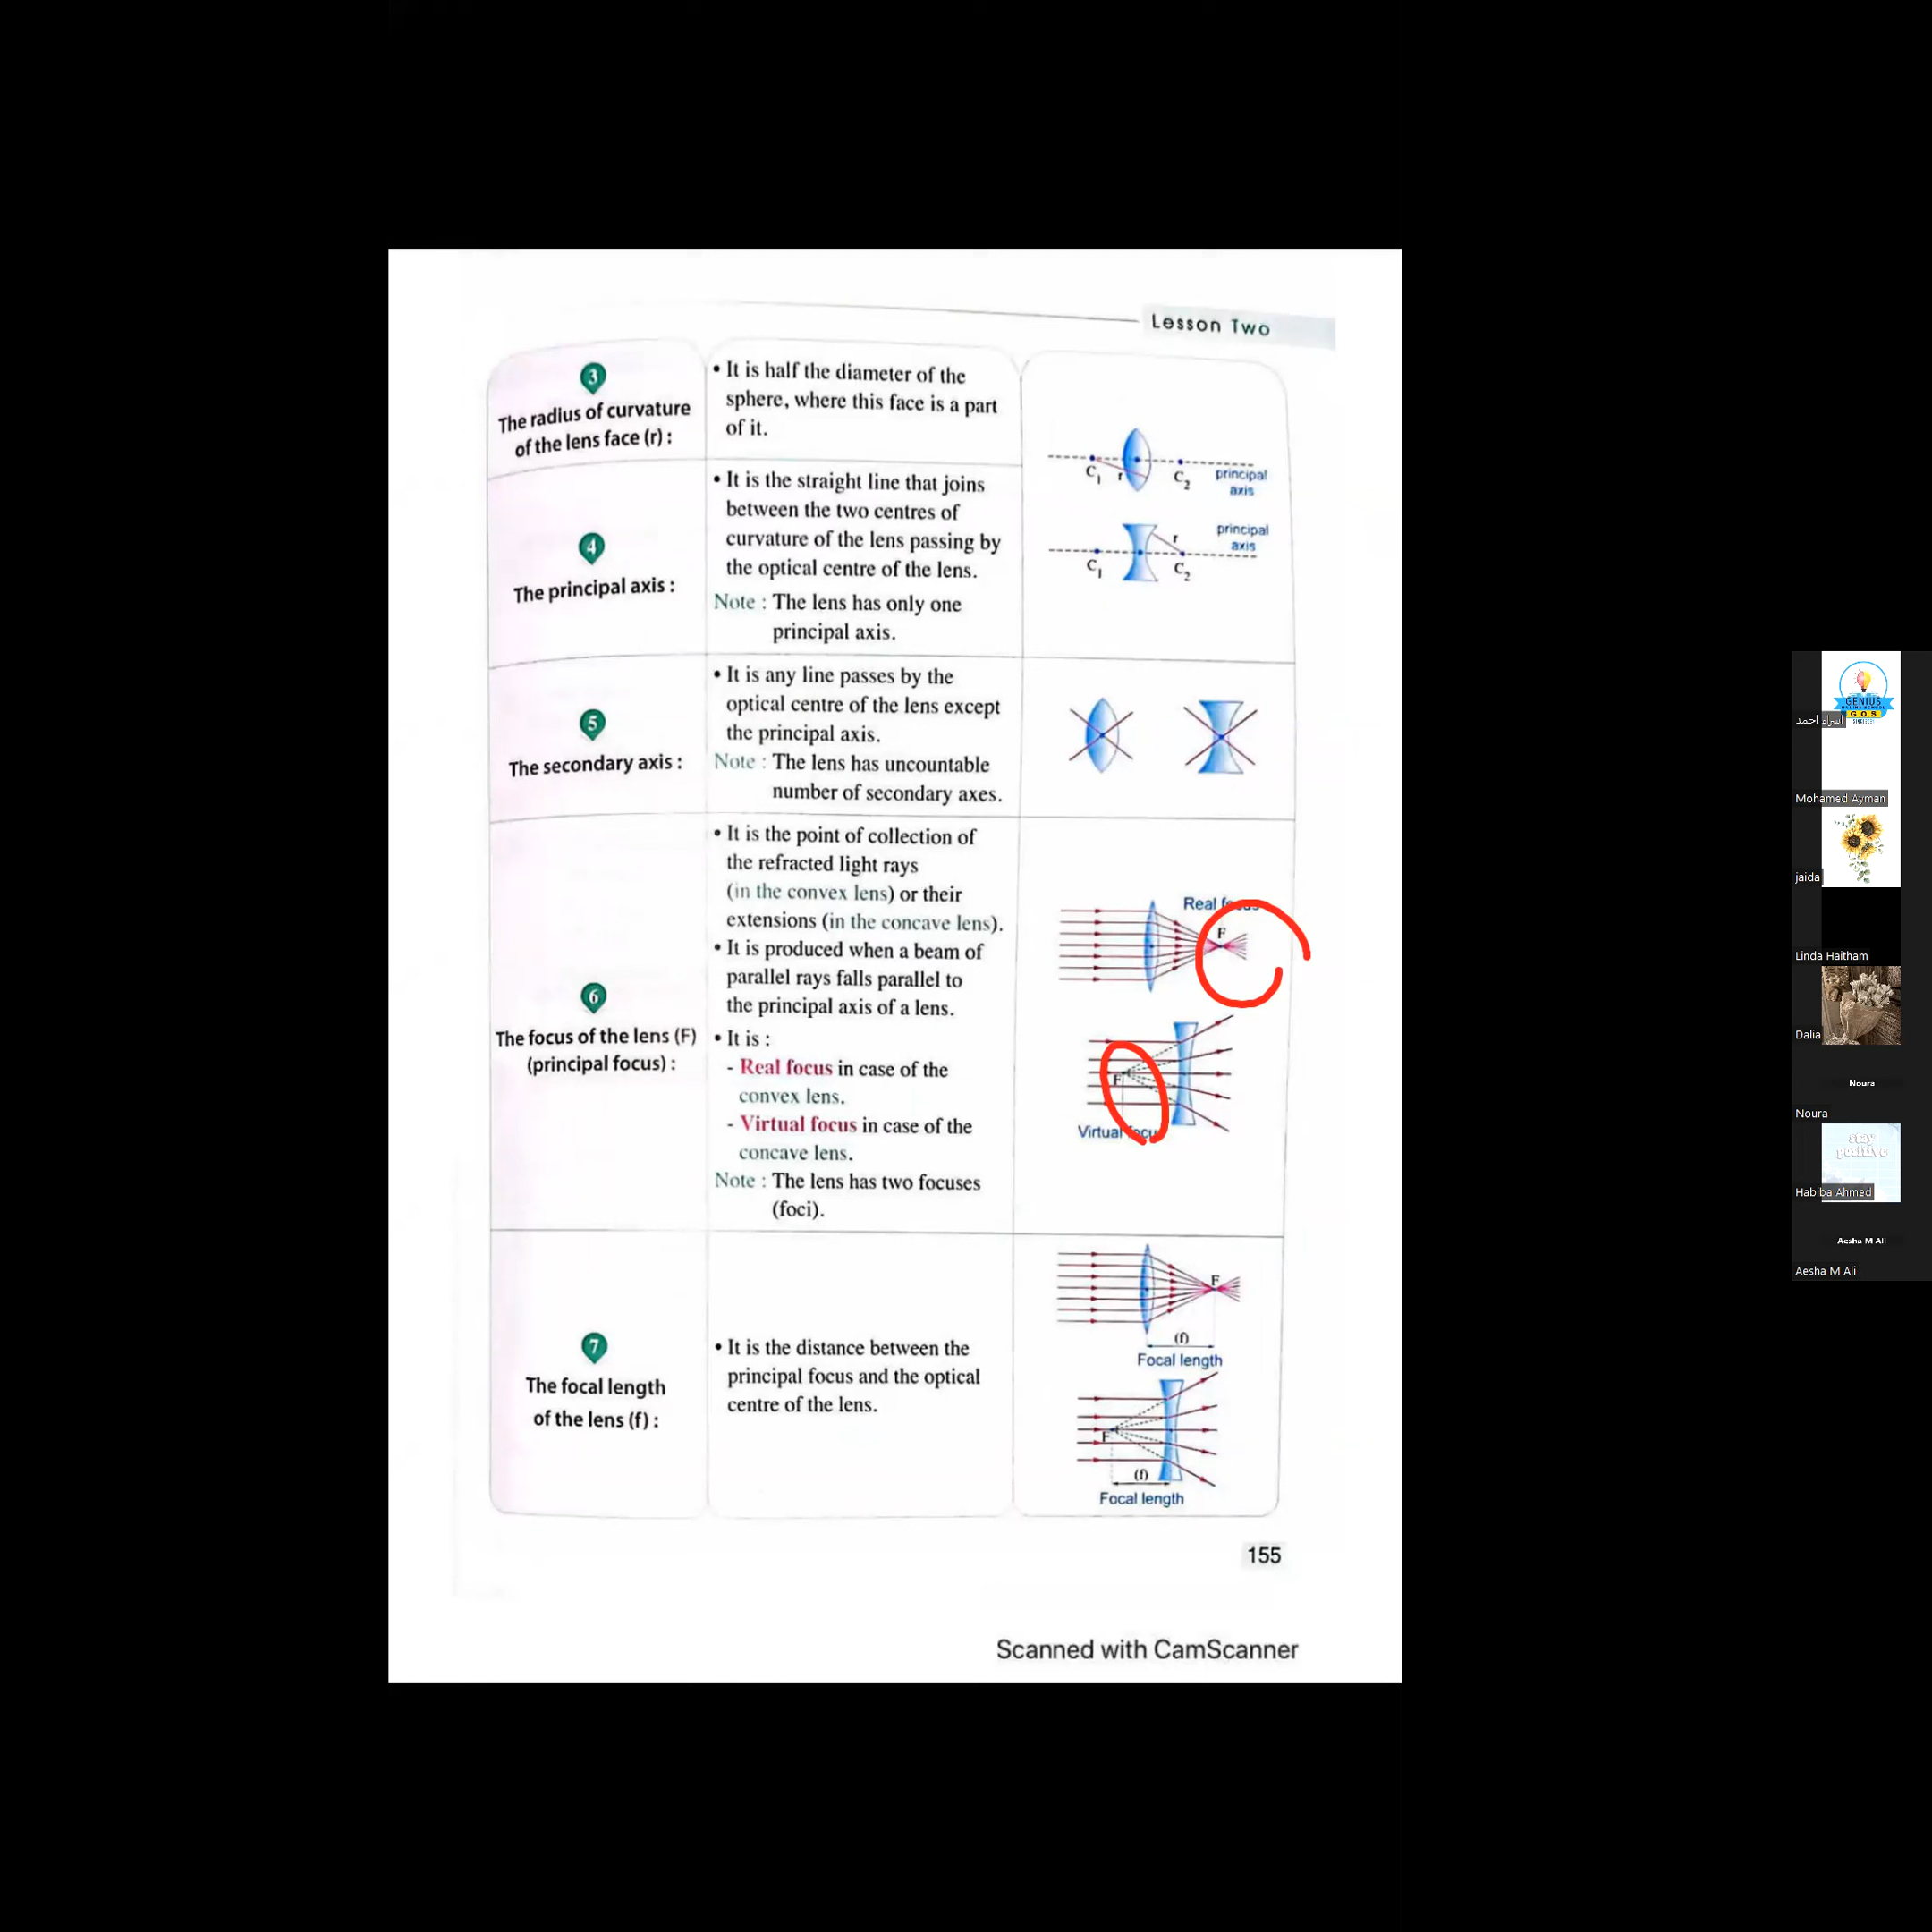 Lesson Two
3
The radius of curvature
of the lens face (r) :
• It is half the diameter of the
sphere, where this face is a part
of it.
C1 r C2 principal
axis
principal
axis
r
C1 C2
4
The principal axis :
• It is the straight line that joins
between the two centres of
curvature of the lens passing by
the optical centre of the lens.
Note : The lens has only one
principal axis.
5
The secondary axis :
• It is any line passes by the
optical centre of the lens except
the principal axis.
Note : The lens has uncountable
number of secondary axes.
6
The focus of the lens (F)
(principal focus) :
• It is the point of collection of
the refracted light rays
(in the convex lens) or their
extensions (in the concave lens).
• It is produced when a beam of
parallel rays falls parallel to
the principal axis of a lens.
• It is :
- Real focus in case of the
convex lens.
- Virtual focus in case of the
concave lens.
Note : The lens has two focuses
(foci).
Real focus
F
F
Virtual focus
7
The focal length
of the lens (f) :
• It is the distance between the
principal focus and the optical
centre of the lens.
F
(f)
Focal length
F
(f)
Focal length
155
Scanned with CamScanner
GENIUS
G.O.S
اسراء احمد
Mohamed Ayman
jaida
Linda Haitham
Dalia
Noura
Noura
stay
positive
Habiba Ahmed
Aesha M Ali
Aesha M Ali